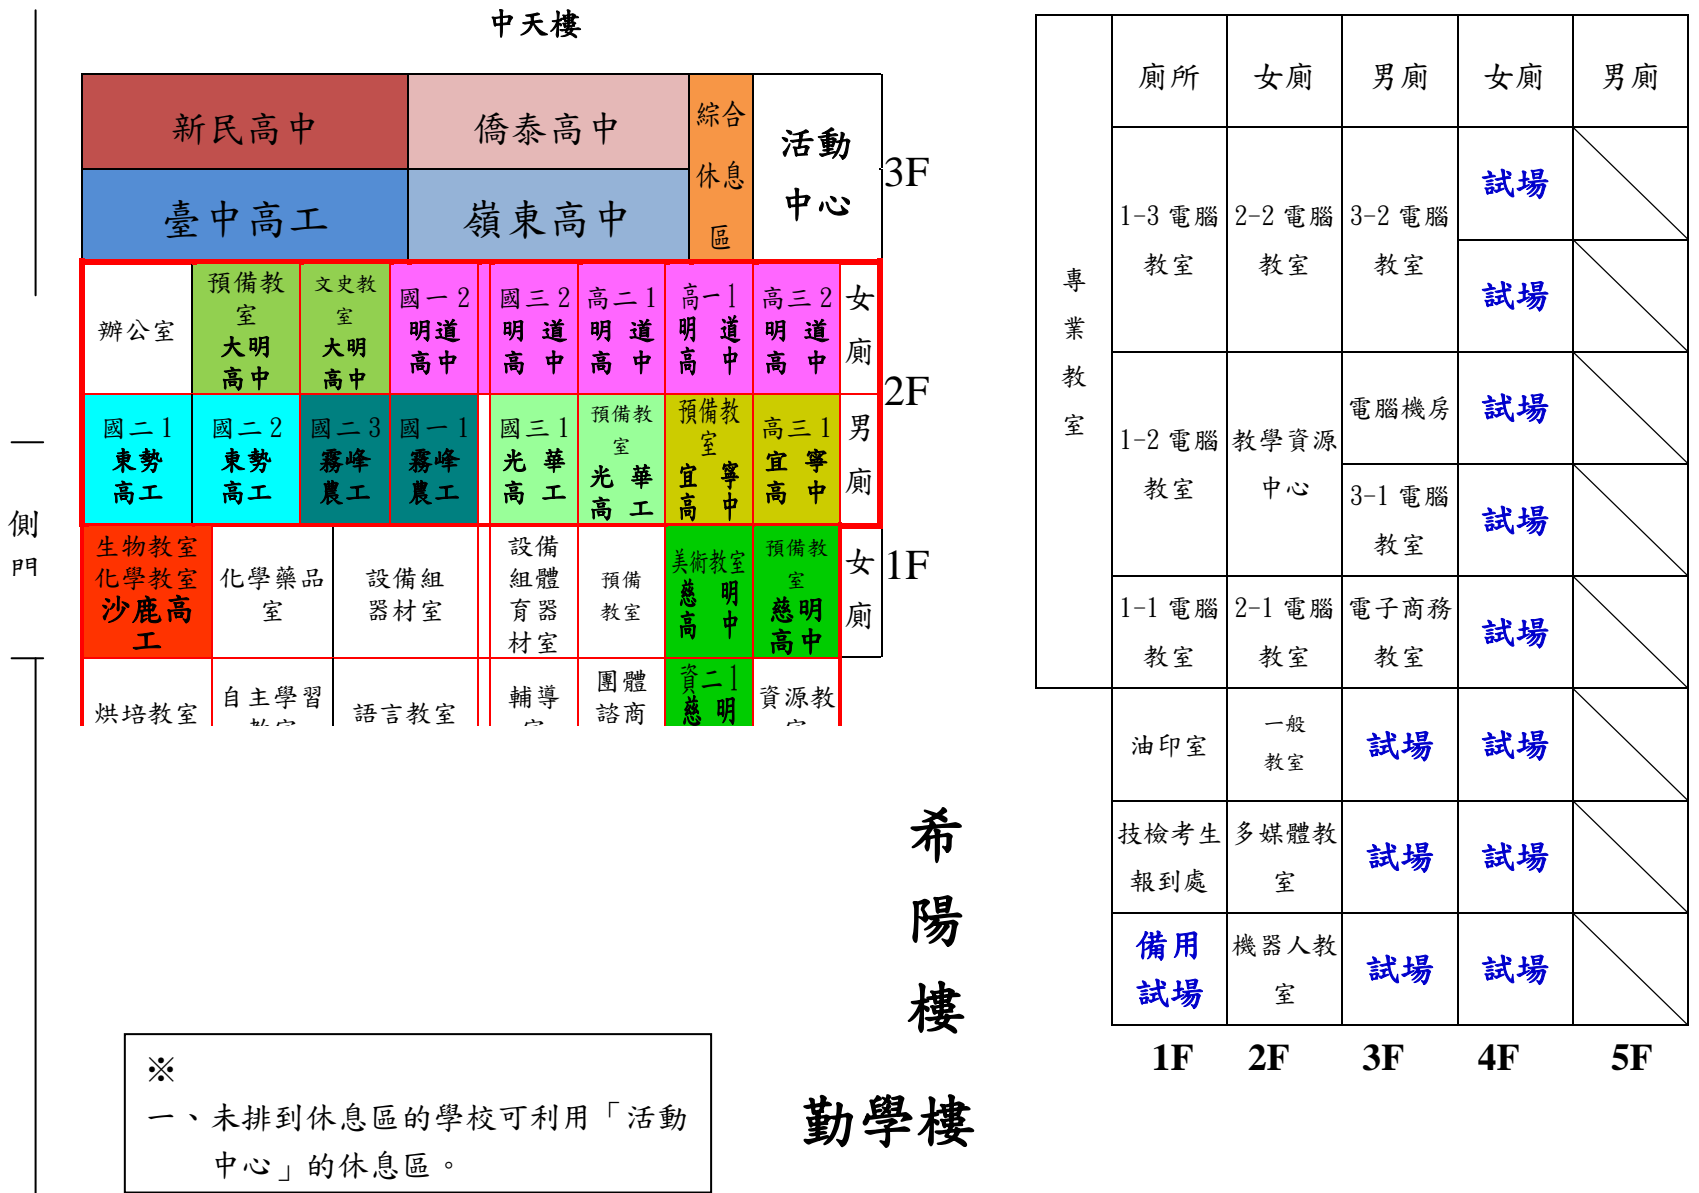 中天樓
新民高中
僑泰高中
綜合
休息
區
活動
中心
3F
臺中高工
嶺東高中
辦公室
預備教
室
大明
高中
文史教
室
大明
高中
國一2
明道
高中
國三2
明 道
高 中
高二1
明 道
高 中
高一1
明 道
高 中
高三2
明 道
高 中
女
廁
2F
國二1
東勢
高工
國二2
東勢
高工
國二3
霧峰
農工
國一1
霧峰
農工
國三1
光 華
高 工
預備教
室
光 華
高 工
預備教
室
宜 寧
高 中
高三1
宜 寧
高 中
男
廁
側
門
生物教室
化學教室
沙鹿高
工
化學藥品
室
設備組
器材室
設備
組體
育器
材室
預備
教室
美術教室
慈 明
高 中
預備教
室
慈明
高中
女
廁
1F
烘培教室
自主學習
語言教室
輔導
團體
諮商
資二1
慈 明
資源教
希
陽
樓
勤學樓
※
一、未排到休息區的學校可利用「活動
中心」的休息區。
專
業
教
室
廁所
女廁
男廁
女廁
男廁
1-3 電腦
教室
2-2 電腦
教室
3-2 電腦
教室
試場
試場
1-2 電腦
教室
教學資源
中心
電腦機房
試場
3-1 電腦
教室
試場
1-1 電腦
教室
2-1 電腦
教室
電子商務
教室
試場
油印室
一般
教室
試場
試場
技檢考生
報到處
多媒體教
室
試場
試場
備用
試場
機器人教
室
試場
試場
1F
2F
3F
4F
5F